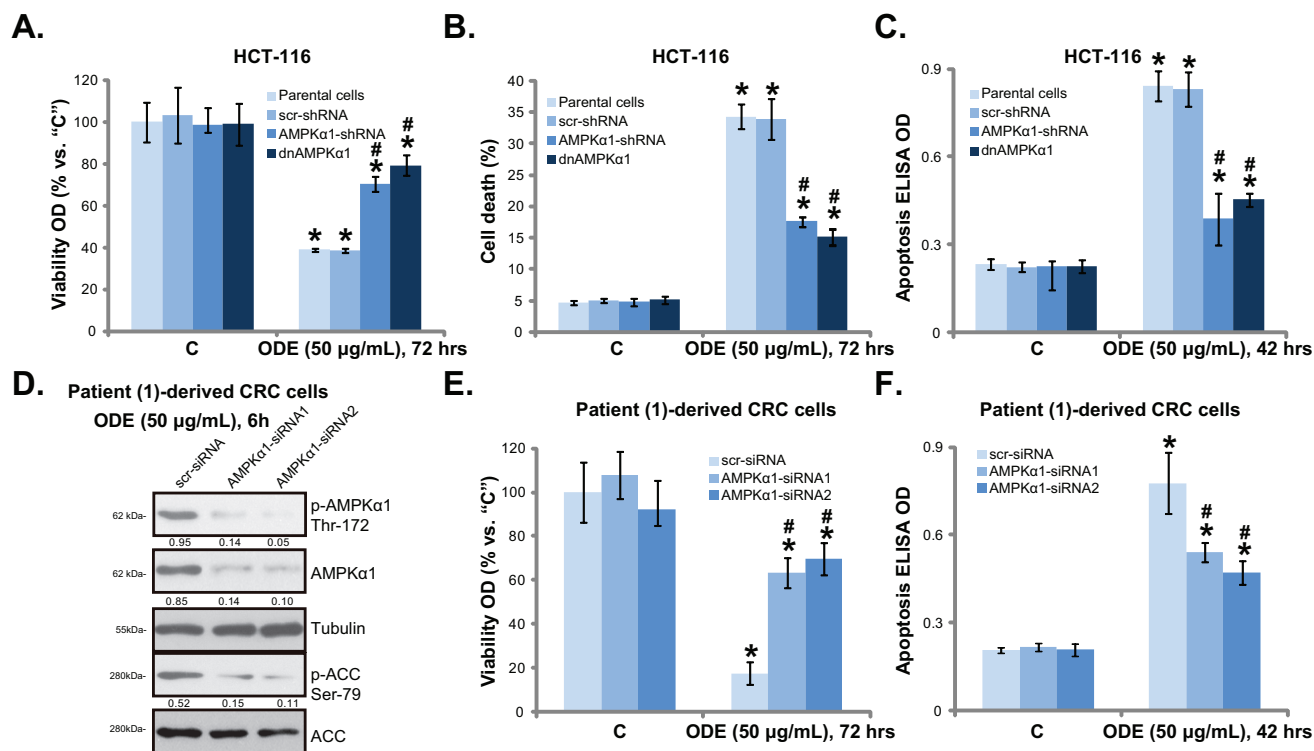 A.
HCT-116
Viability OD (% vs. “C”)
120
100
80
60
40
20
0
Parental cells
scr-shRNA
AMPKα1-shRNA
dnAMPKα1
* * # * # *
C ODE (50 µg/mL), 72 hrs
B.
HCT-116
Cell death (%)
40
35
30
25
20
15
10
5
0
Parental cells
scr-shRNA
AMPKα1-shRNA
dnAMPKα1
* * # * # *
C ODE (50 µg/mL), 72 hrs
C.
HCT-116
Apoptosis ELISA OD
0.9
0.6
0.3
0
Parental cells
scr-shRNA
AMPKα1-shRNA
dnAMPKα1
* * # * # *
C ODE (50 µg/mL), 42 hrs
D.
Patient (1)-derived CRC cells
ODE (50 µg/mL), 6h
scr-siRNA AMPKα1-siRNA1 AMPKα1-siRNA2
62 kDa- p-AMPKα1
Thr-172
0.95 0.14 0.05
62 kDa- AMPKα1
0.85 0.14 0.10
55kDa- Tubulin
280kDa- p-ACC
Ser-79
0.52 0.15 0.11
280kDa- ACC
E.
Patient (1)-derived CRC cells
Viability OD (% vs. “C”)
120
100
80
60
40
20
0
scr-siRNA
AMPKα1-siRNA1
AMPKα1-siRNA2
* # * # *
C ODE (50 µg/mL), 72 hrs
F.
Patient (1)-derived CRC cells
Apoptosis ELISA OD
0.9
0.6
0.3
0
scr-siRNA
AMPKα1-siRNA1
AMPKα1-siRNA2
* # * # *
C ODE (50 µg/mL), 42 hrs